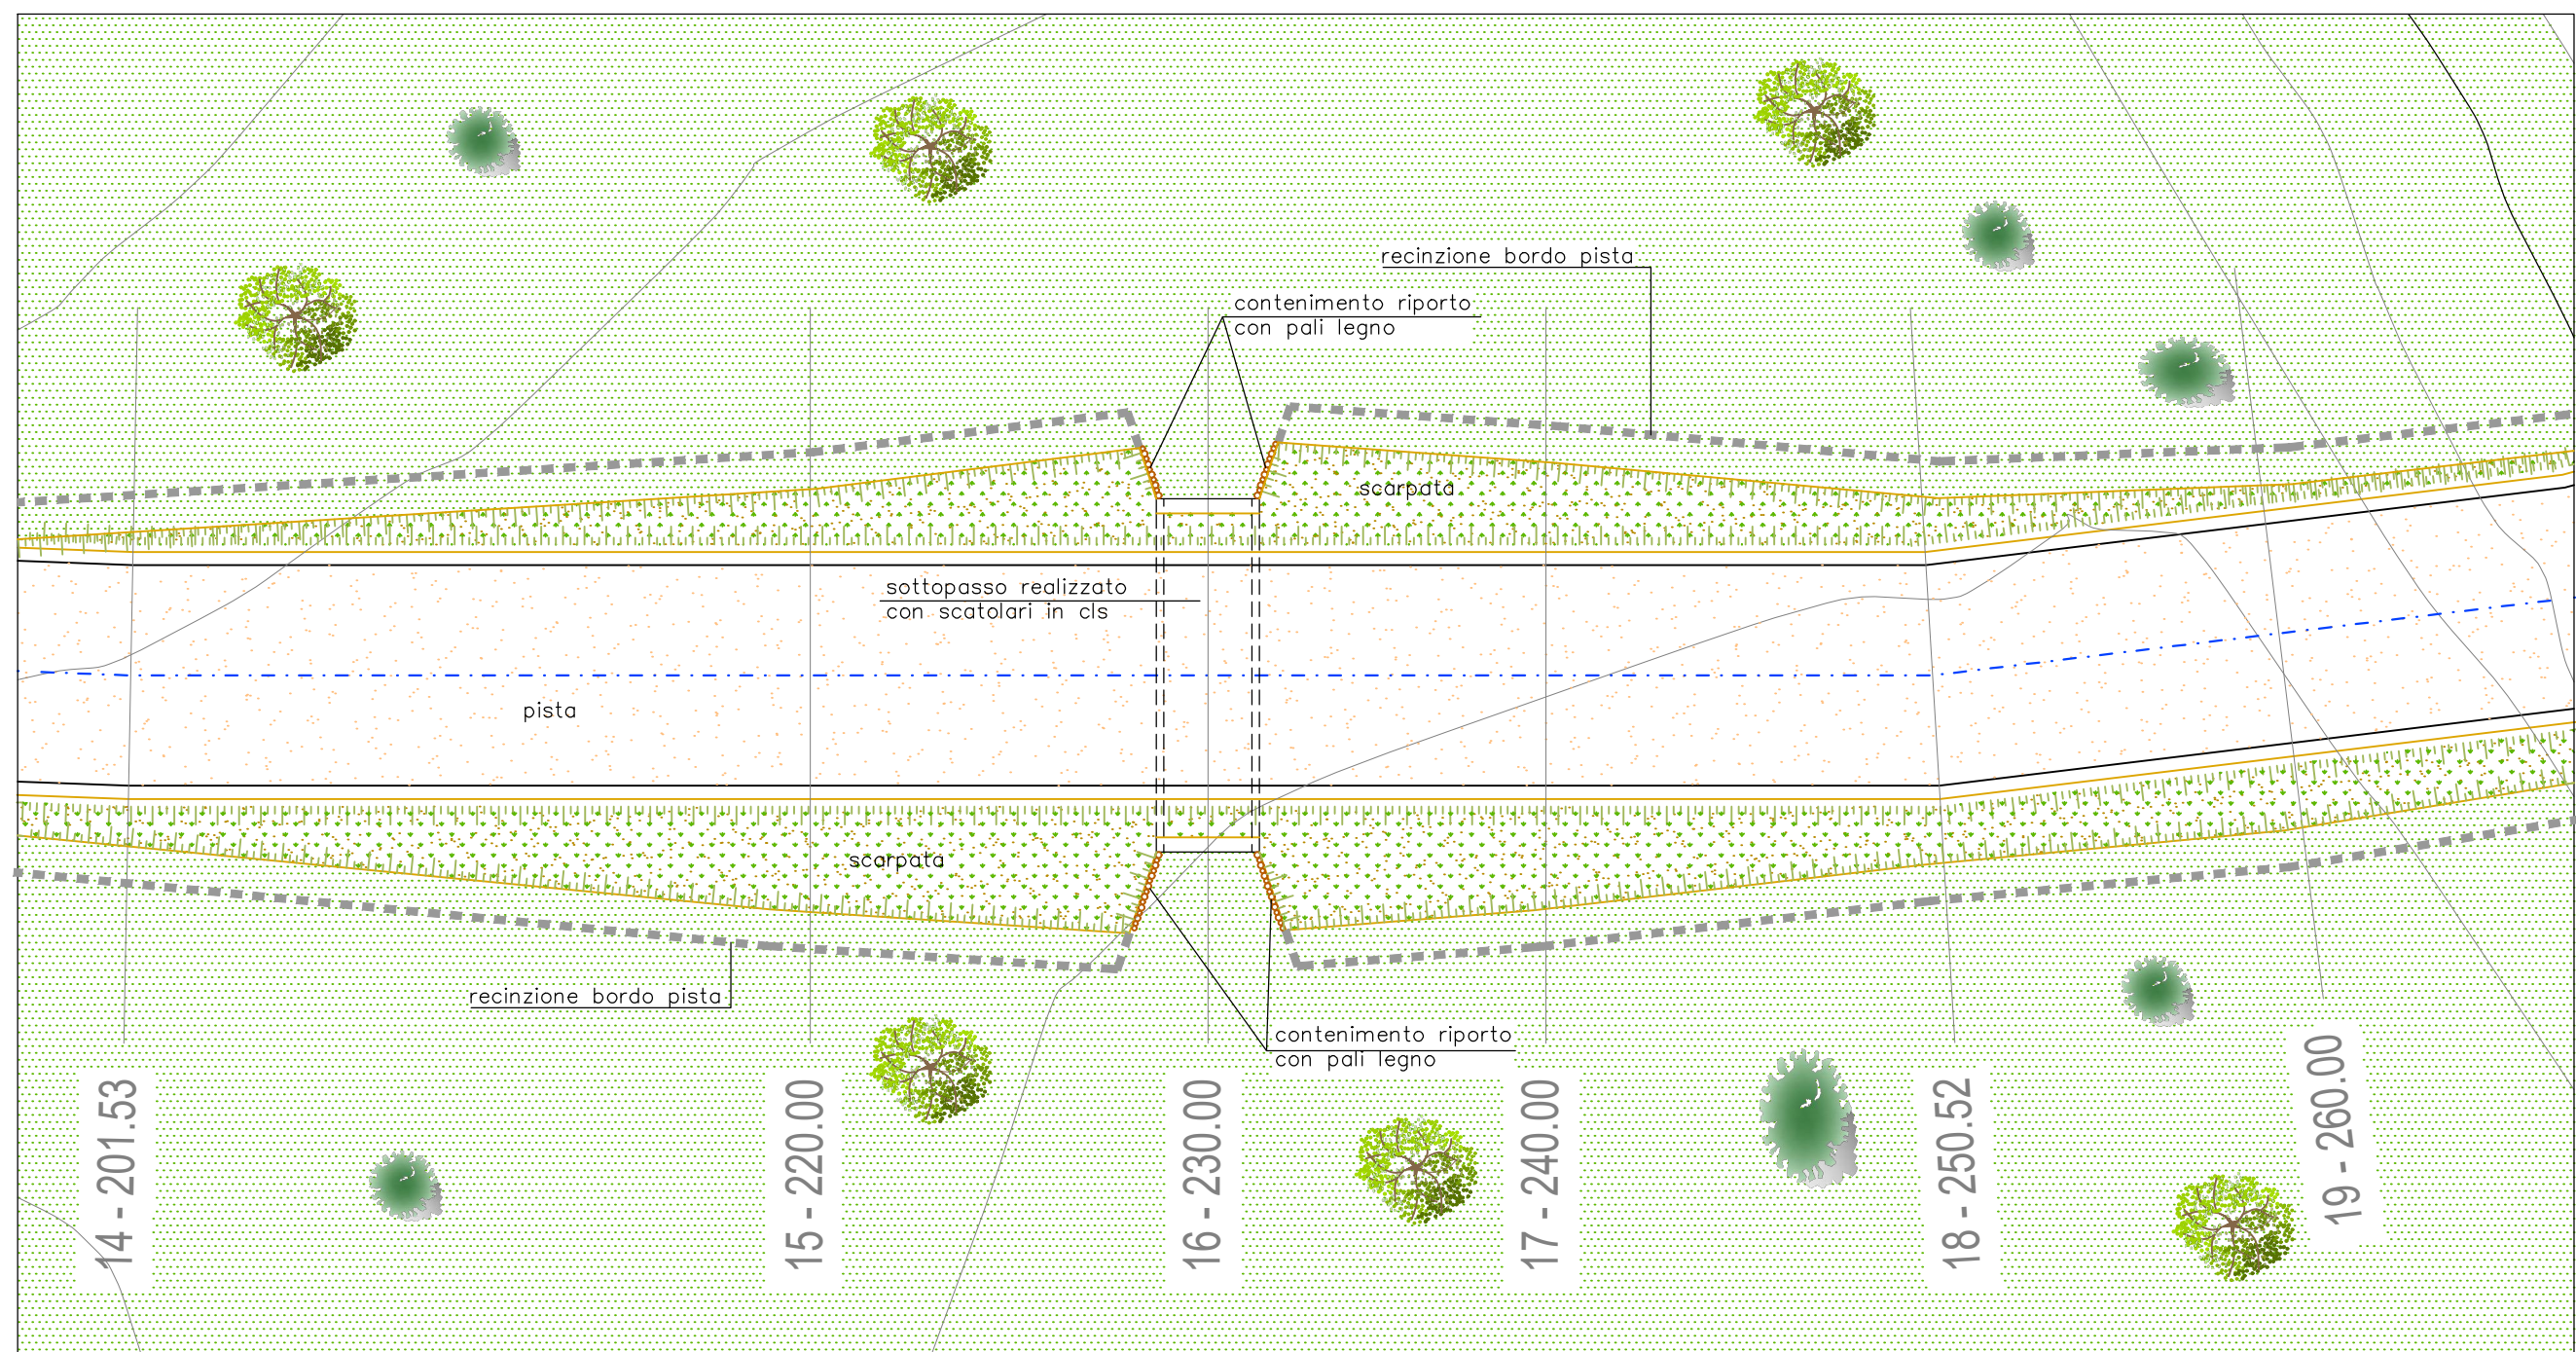 recinzione bordo pista
contenimento riporto
con pali legno
scarpata
sottopasso realizzato
con scatolari in cls
pista
scarpata
recinzione bordo pista
contenimento riporto
con pali legno
14 - 201.53
15 - 220.00
16 - 230.00
17 - 240.00
18 - 250.52
19 - 260.00